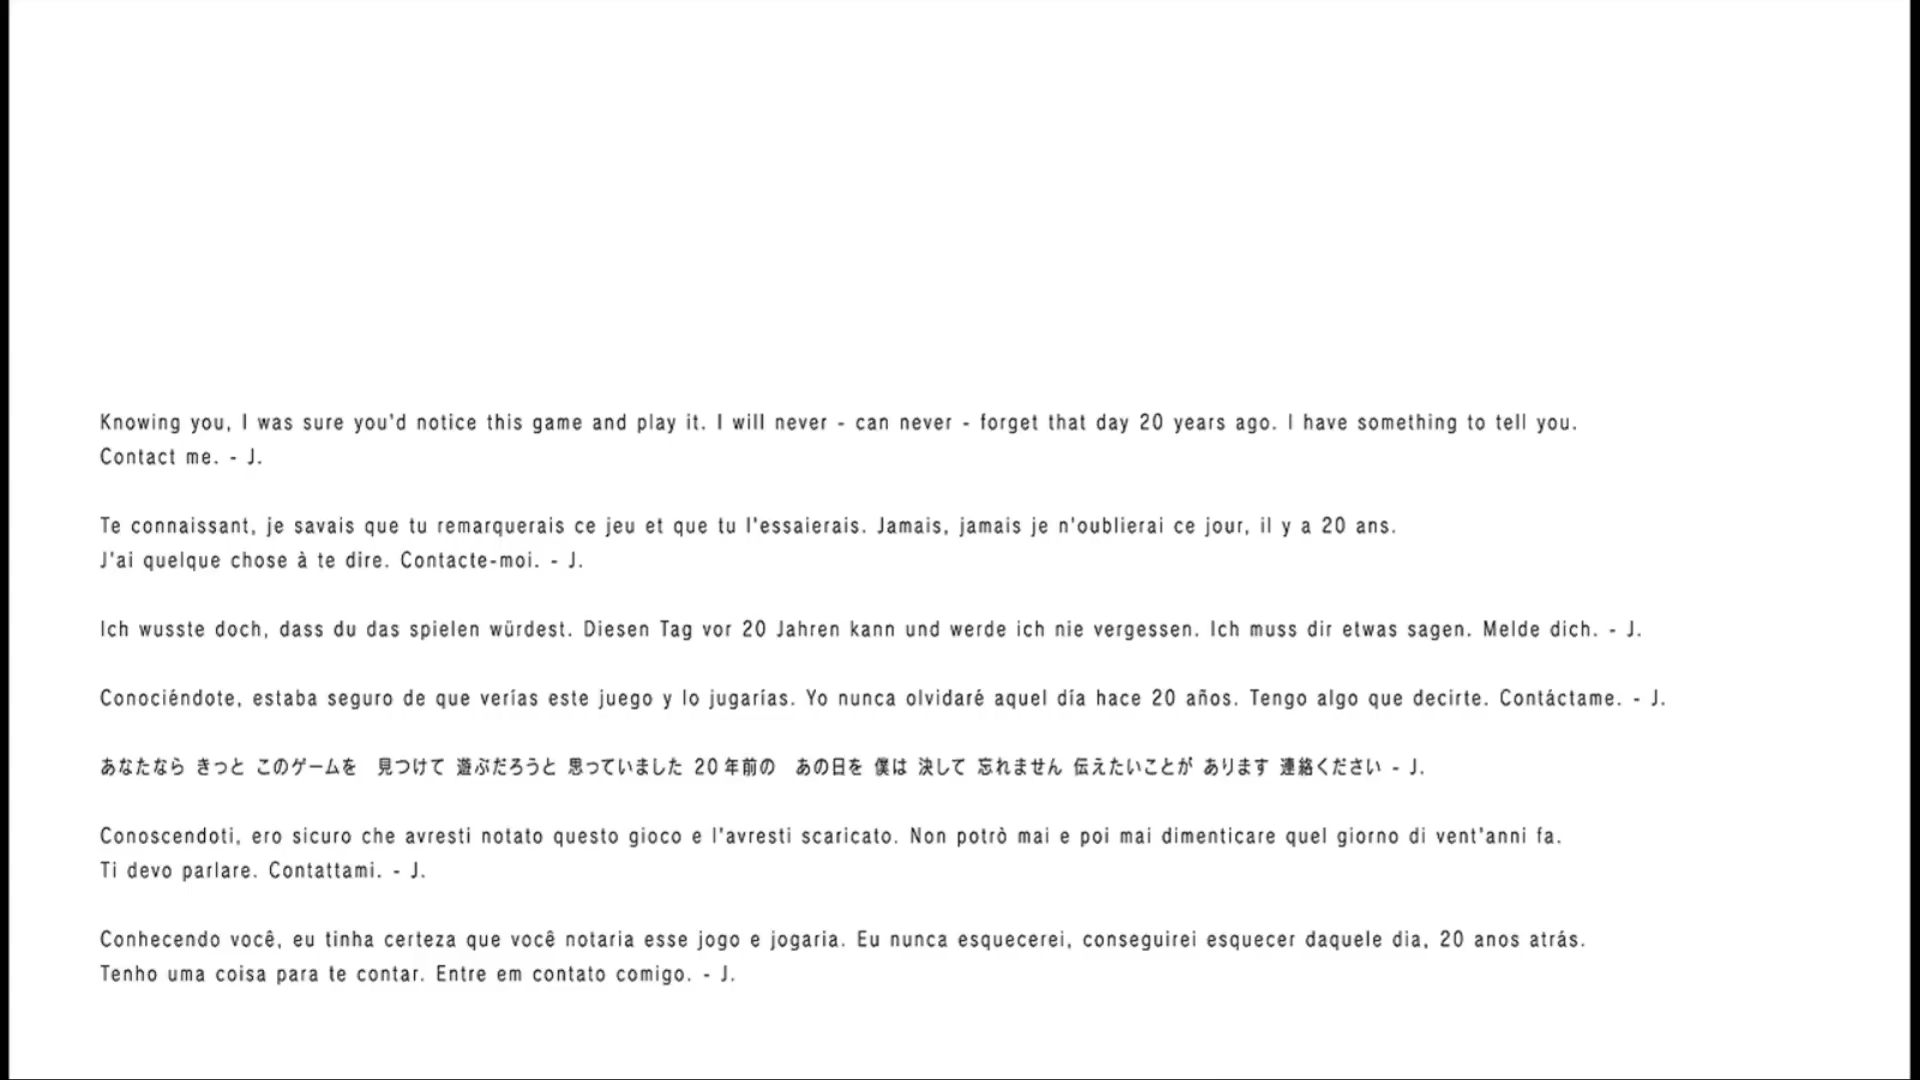 Knowing you, I was sure you'd notice this game and play it. I will never - can never - forget that day 20 years ago. I have something to tell you.
Contact me. - J.
Te connaissant, je savais que tu remarquerais ce jeu et que tu l'essaierais. Jamais, jamais je n'oublierai ce jour, il y a 20 ans.
J'ai quelque chose à te dire. Contacte-moi. - J.
Ich wusste doch, dass du das spielen würdest. Diesen Tag vor 20 Jahren kann und werde ich nie vergessen. Ich muss dir etwas sagen. Melde dich. - J.
Conociéndote, estaba seguro de que verías este juego y lo jugarías. Yo nunca olvidaré aquel día hace 20 años. Tengo algo que decirte. Contáctame. - J.
あなたなら きっと このゲームを　見つけて 遊ぶだろうと 思っていました 20年前の　あの日を 僕は 決して 忘れません 伝えたいことが あります 連絡ください - J.
Conoscendoti, ero sicuro che avresti notato questo gioco e l'avresti scaricato. Non potrò mai e poi mai dimenticare quel giorno di vent'anni fa.
Ti devo parlare. Contattami. - J.
Conhecendo você, eu tinha certeza que você notaria esse jogo e jogaria. Eu nunca esquecerei, conseguirei esquecer daquele dia, 20 anos atrás.
Tenho uma coisa para te contar. Entre em contato comigo. - J.